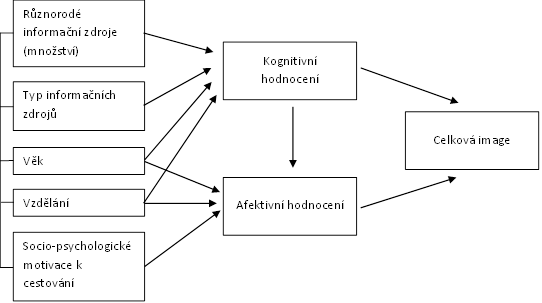 Různorodé
informační zdroje
(množství)
Typ informačních
zdrojů
Věk
Vzdělání
Socio-psychologické
motivace k
cestování
Kognitivní
hodnocení
Afektivní hodnocení
Celková image